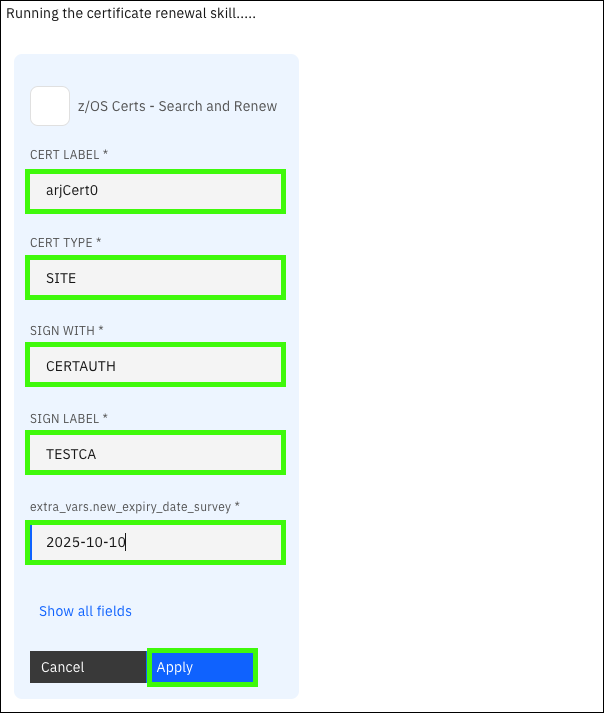 Running the certificate renewal skill.....
z/OS Certs - Search and Renew
CERT LABEL *
arjCert0
CERT TYPE *
SITE
SIGN WITH *
CERTAUTH
SIGN LABEL *
TESTCA
extra_vars.new_expiry_date_survey *
2025-10-10
Show all fields
Cancel Apply